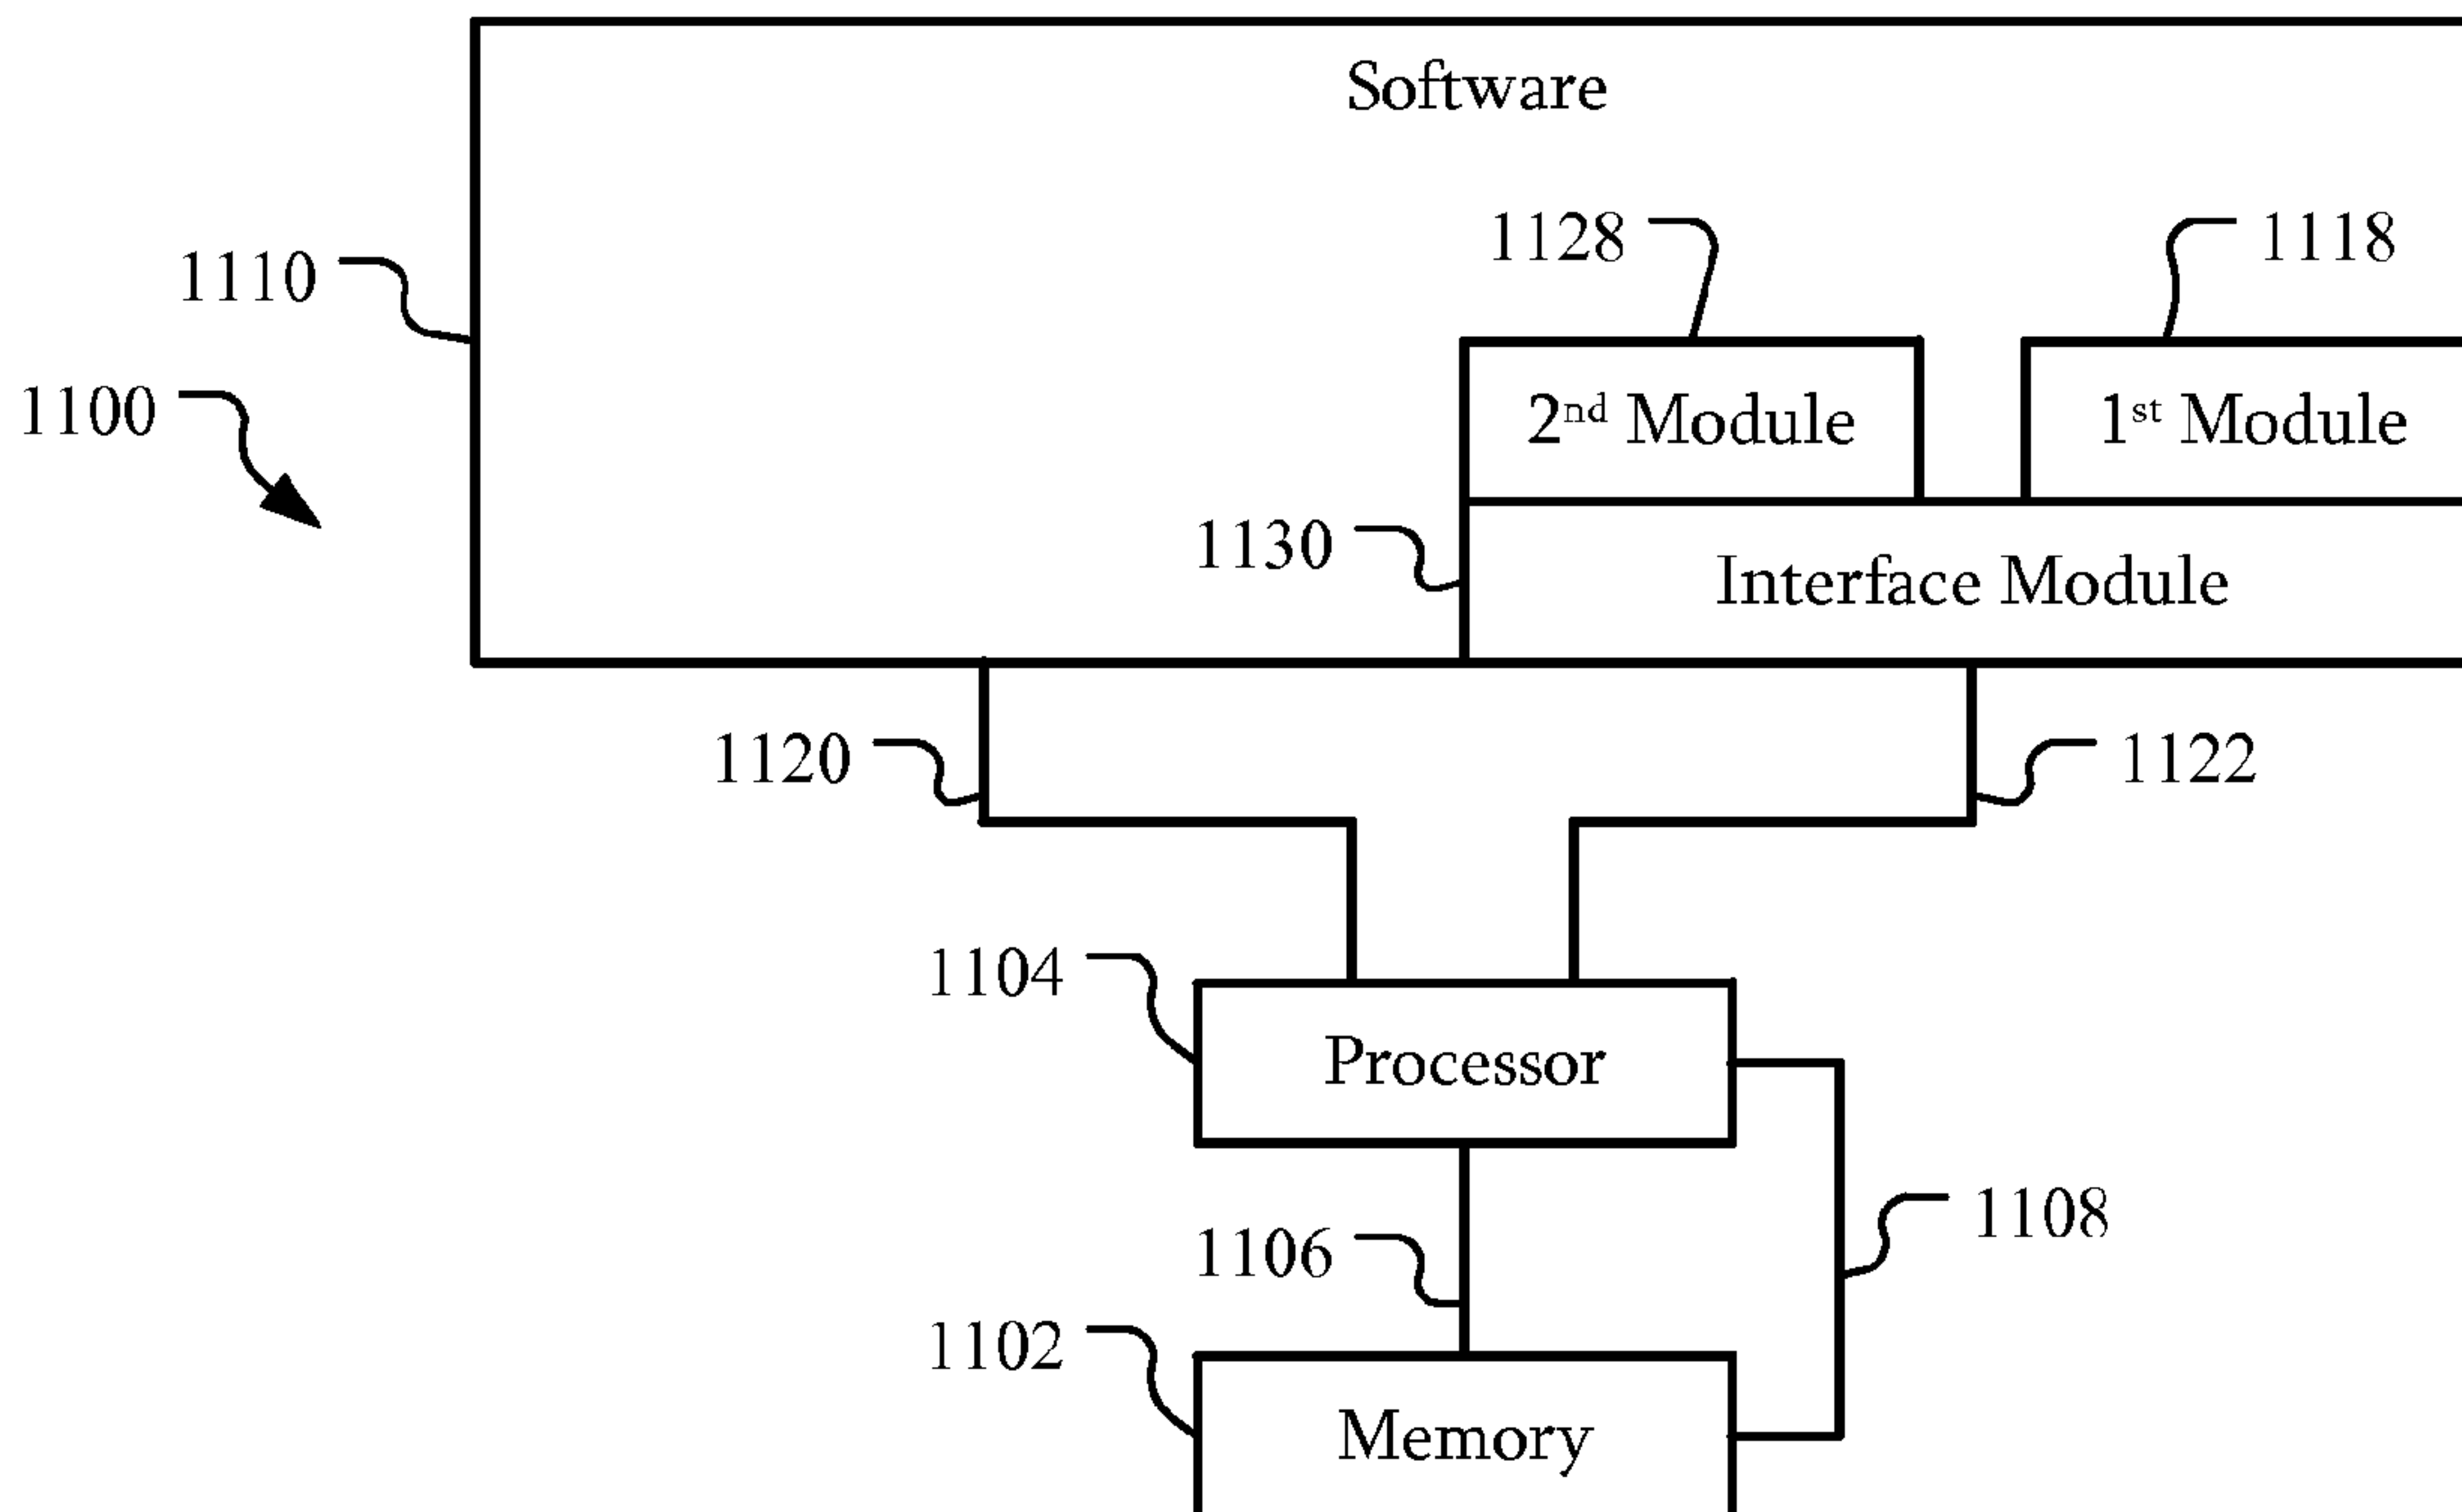 Software
1128 1118
1110
1100 2nd Module 1st Module
1130 Interface Module
1120 1122
1104
Processor
1108
1106
1102
Memory